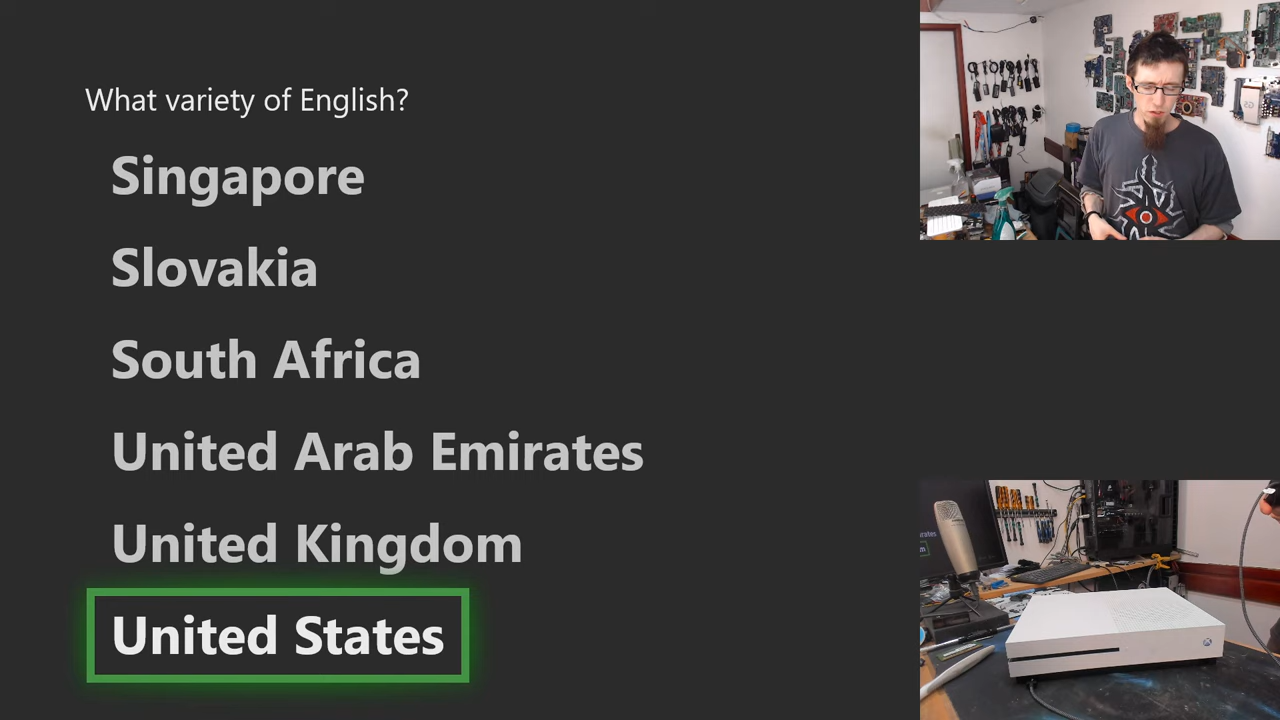 What variety of English?
Singapore
Slovakia
South Africa
United Arab Emirates
United Kingdom
United States